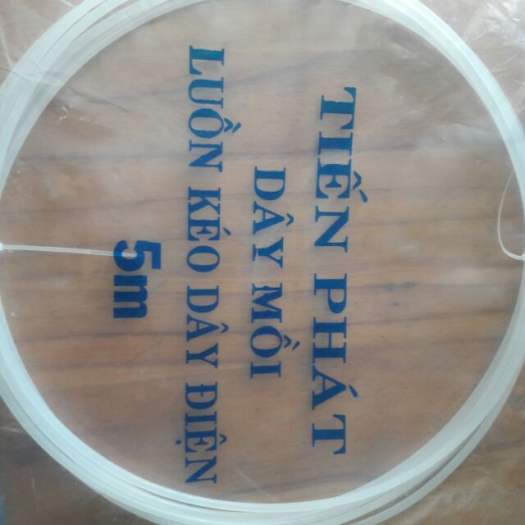 TIẾN PHÁT
DÂY MỒI
LUỒN KÉO DÂY ĐIỆN
5m